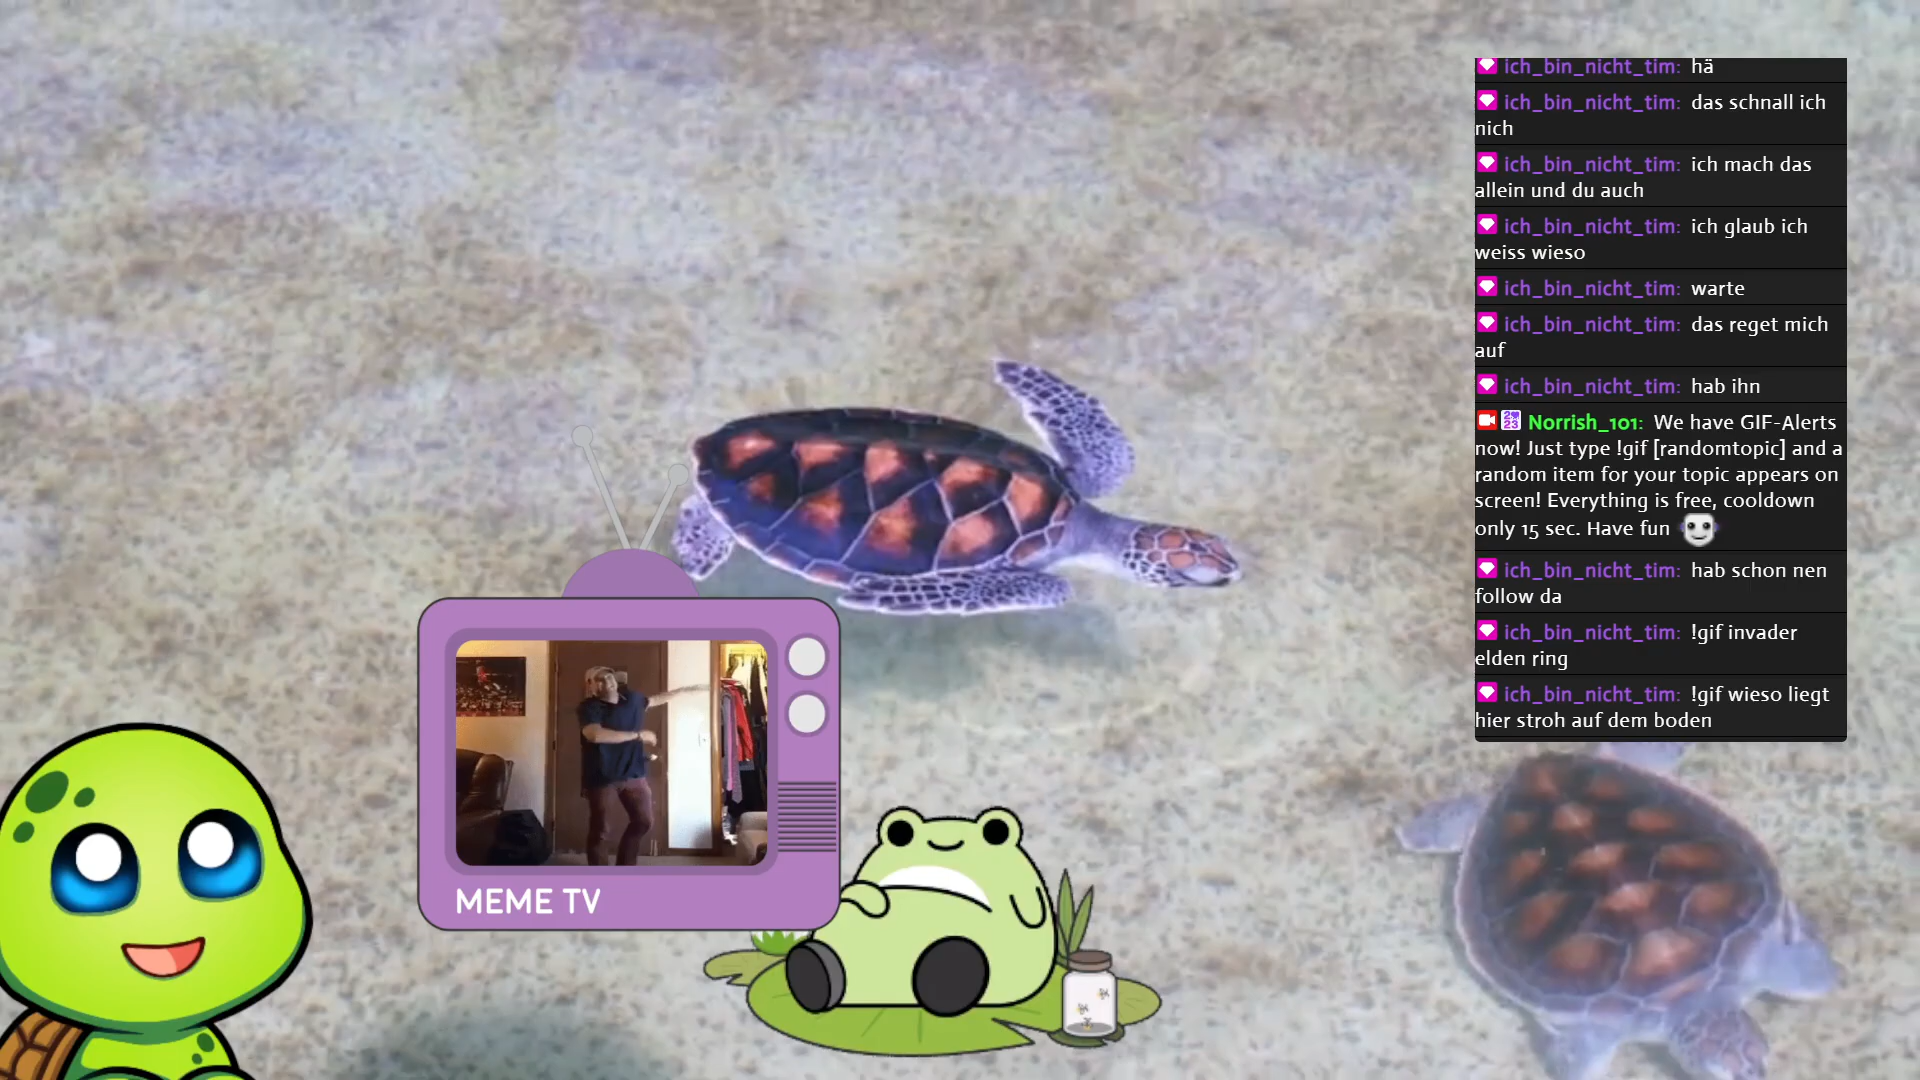 ich_bin_nicht_tim: hä
ich_bin_nicht_tim: das schnall ich
nich
ich_bin_nicht_tim: ich mach das
allein und du auch
ich_bin_nicht_tim: ich glaub ich
weiss wieso
ich_bin_nicht_tim: warte
ich_bin_nicht_tim: das reget mich
auf
ich_bin_nicht_tim: hab ihn
2023 Norrish_101: We have GIF-Alerts
now! Just type !gif [randomtopic] and a
random item for your topic appears on
screen! Everything is free, cooldown
only 15 sec. Have fun
ich_bin_nicht_tim: hab schon nen
follow da
ich_bin_nicht_tim: !gif invader
elden ring
ich_bin_nicht_tim: !gif wieso liegt
hier stroh auf dem boden
MEME TV